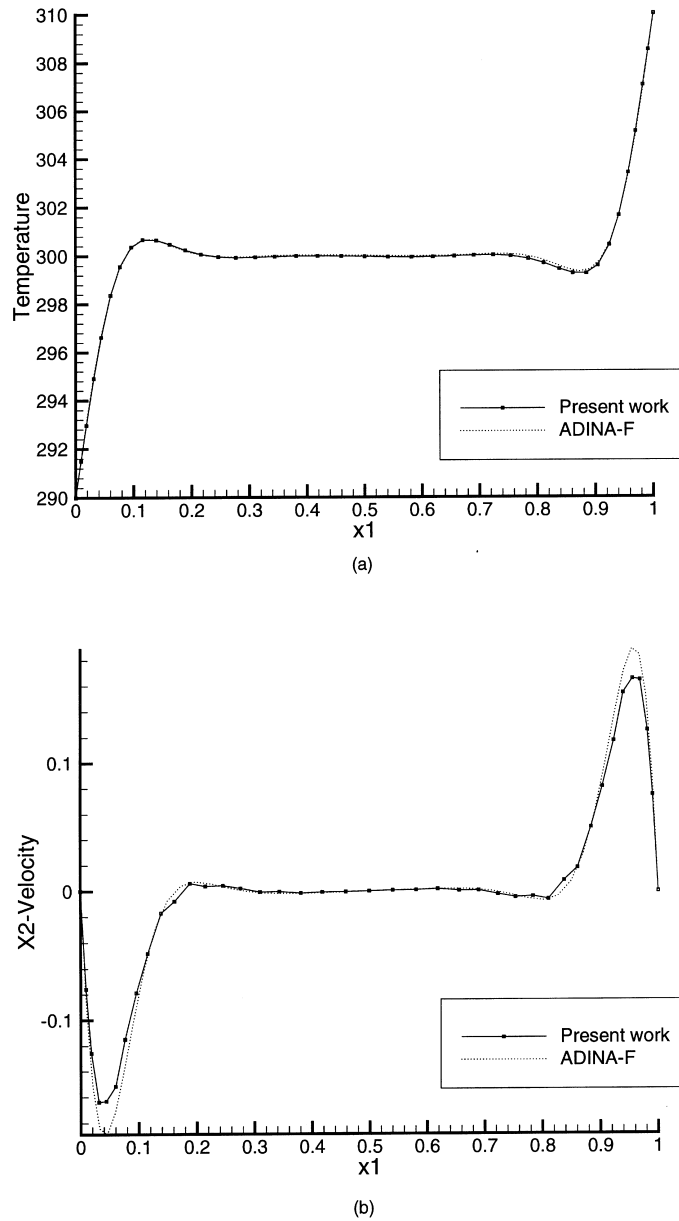 310
308
306
304
302
300
298
296
294
292
290
Temperature
Present work
ADINA-F
0 0.1 0.2 0.3 0.4 0.5 0.6 0.7 0.8 0.9 1
x1
(a)
0.1
0
-0.1
X2-Velocity
Present work
ADINA-F
0 0.1 0.2 0.3 0.4 0.5 0.6 0.7 0.8 0.9 1
x1
(b)